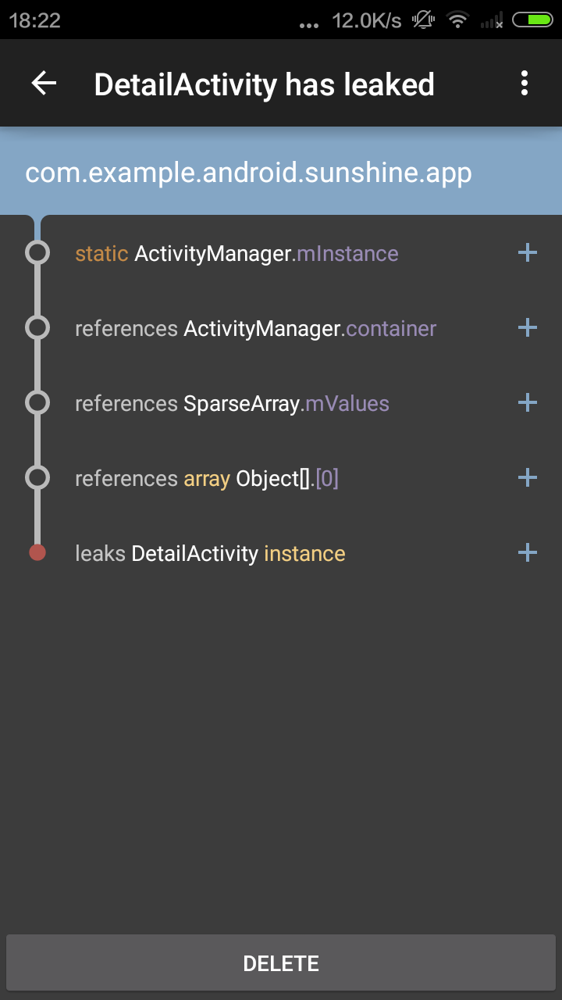 18:22 ... 12.0K/s
DetailActivity has leaked
com.example.android.sunshine.app
static ActivityManager.mInstance +
references ActivityManager.container +
references SparseArray.mValues +
references array Object[].[0] +
leaks DetailActivity instance +
DELETE